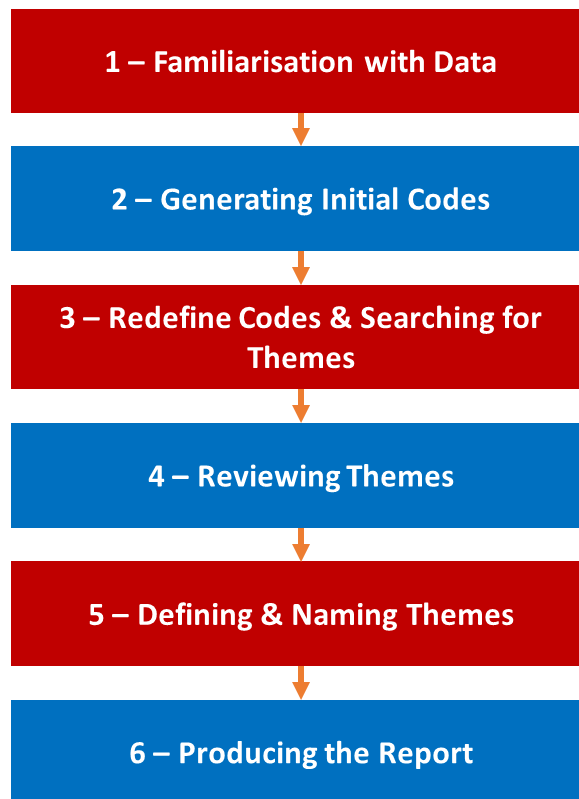 1 – Familiarisation with Data
2 – Generating Initial Codes
3 – Redefine Codes & Searching for
Themes
4 – Reviewing Themes
5 – Defining & Naming Themes
6 – Producing the Report